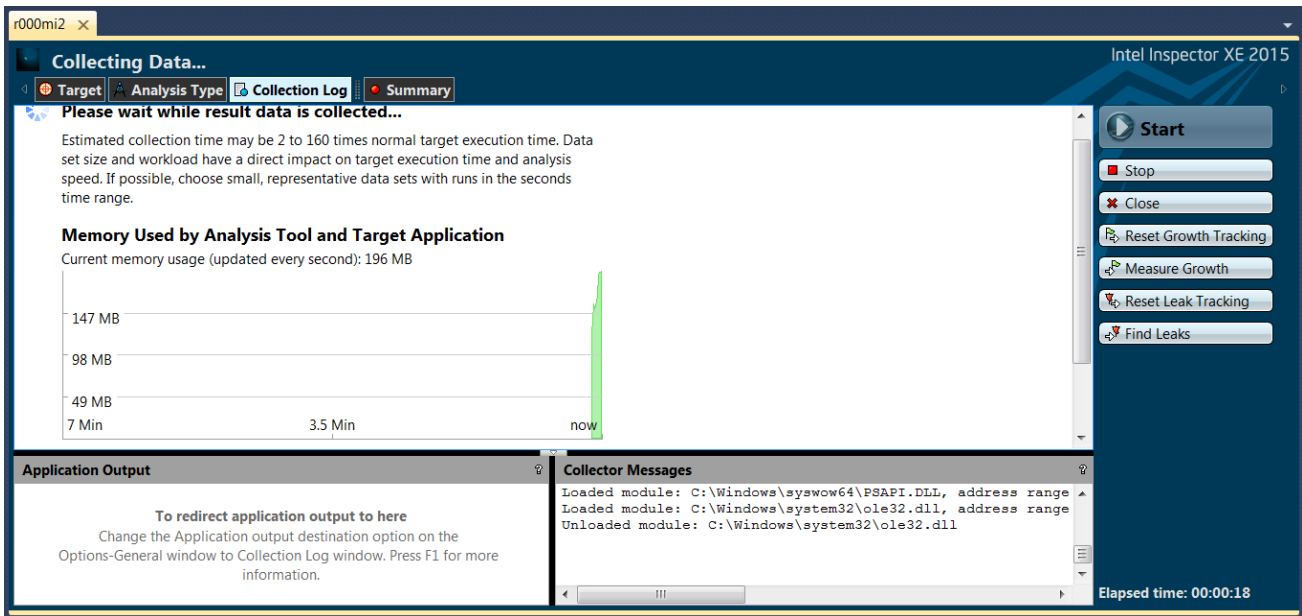 r000mi2
Collecting Data...
Intel Inspector XE 2015
Target
Analysis Type
Collection Log
Summary
Please wait while result data is collected...
Estimated collection time may be 2 to 160 times normal target execution time. Data
set size and workload have a direct impact on target execution time and analysis
speed. If possible, choose small, representative data sets with runs in the seconds
time range.
Memory Used by Analysis Tool and Target Application
Current memory usage (updated every second): 196 MB
147 MB
98 MB
49 MB
7 Min
3.5 Min
now
Start
Stop
Close
Reset Growth Tracking
Measure Growth
Reset Leak Tracking
Find Leaks
Application Output
?
To redirect application output to here
Change the Application output destination option on the
Options-General window to Collection Log window. Press F1 for more
information.
Collector Messages
?
Loaded module: C:\Windows\syswow64\PSAPI.DLL, address range
Loaded module: C:\Windows\system32\ole32.dll, address range
Unloaded module: C:\Windows\system32\ole32.dll
Elapsed time: 00:00:18